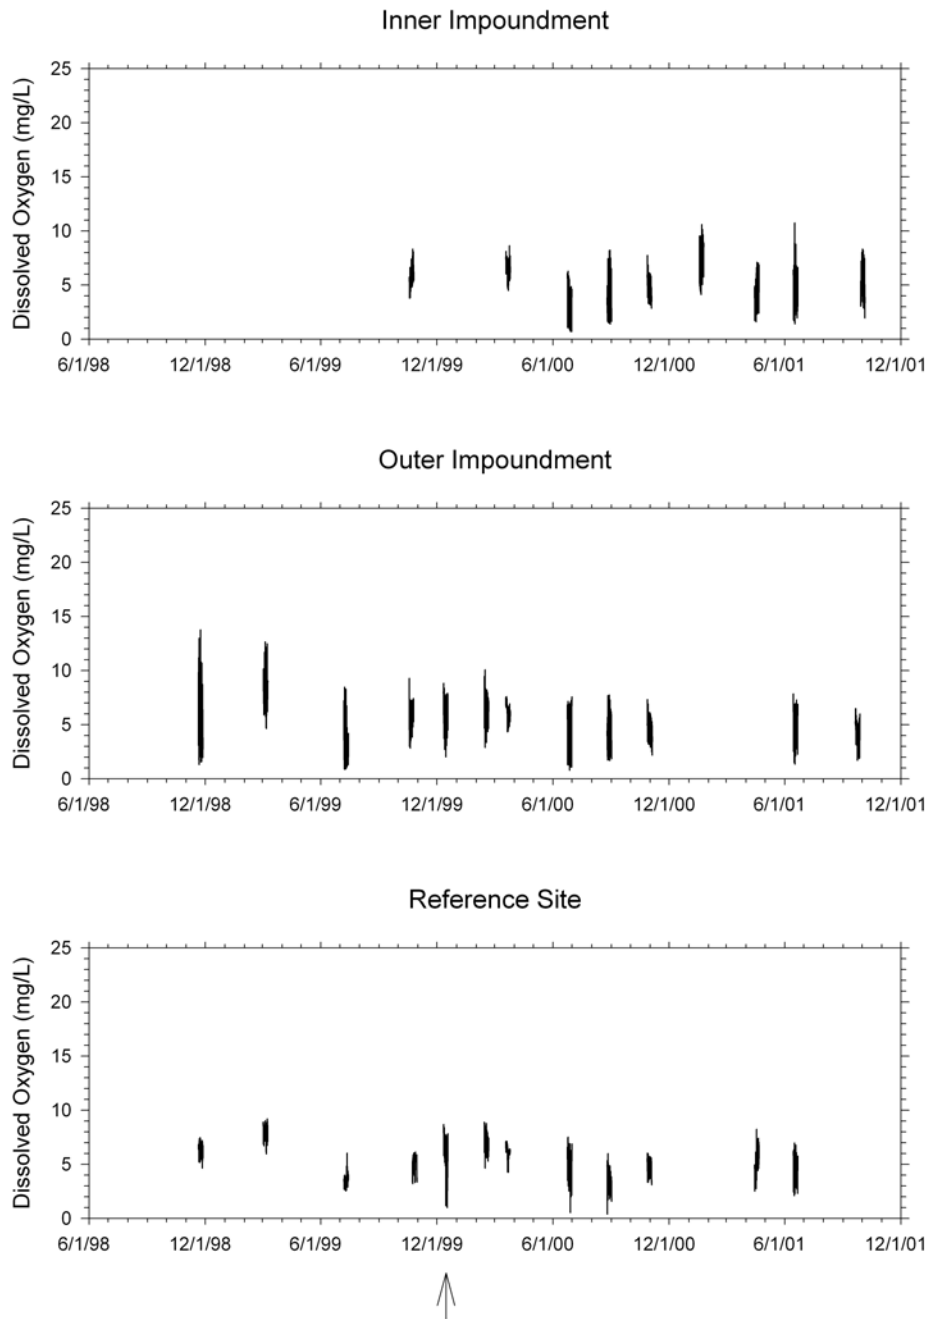 Inner Impoundment
Dissolved Oxygen (mg/L)
25
20
15
10
5
0
6/1/98 12/1/98 6/1/99 12/1/99 6/1/00 12/1/00 6/1/01 12/1/01
Outer Impoundment
Dissolved Oxygen (mg/L)
25
20
15
10
5
0
6/1/98 12/1/98 6/1/99 12/1/99 6/1/00 12/1/00 6/1/01 12/1/01
Reference Site
Dissolved Oxygen (mg/L)
25
20
15
10
5
0
6/1/98 12/1/98 6/1/99 12/1/99 6/1/00 12/1/00 6/1/01 12/1/01